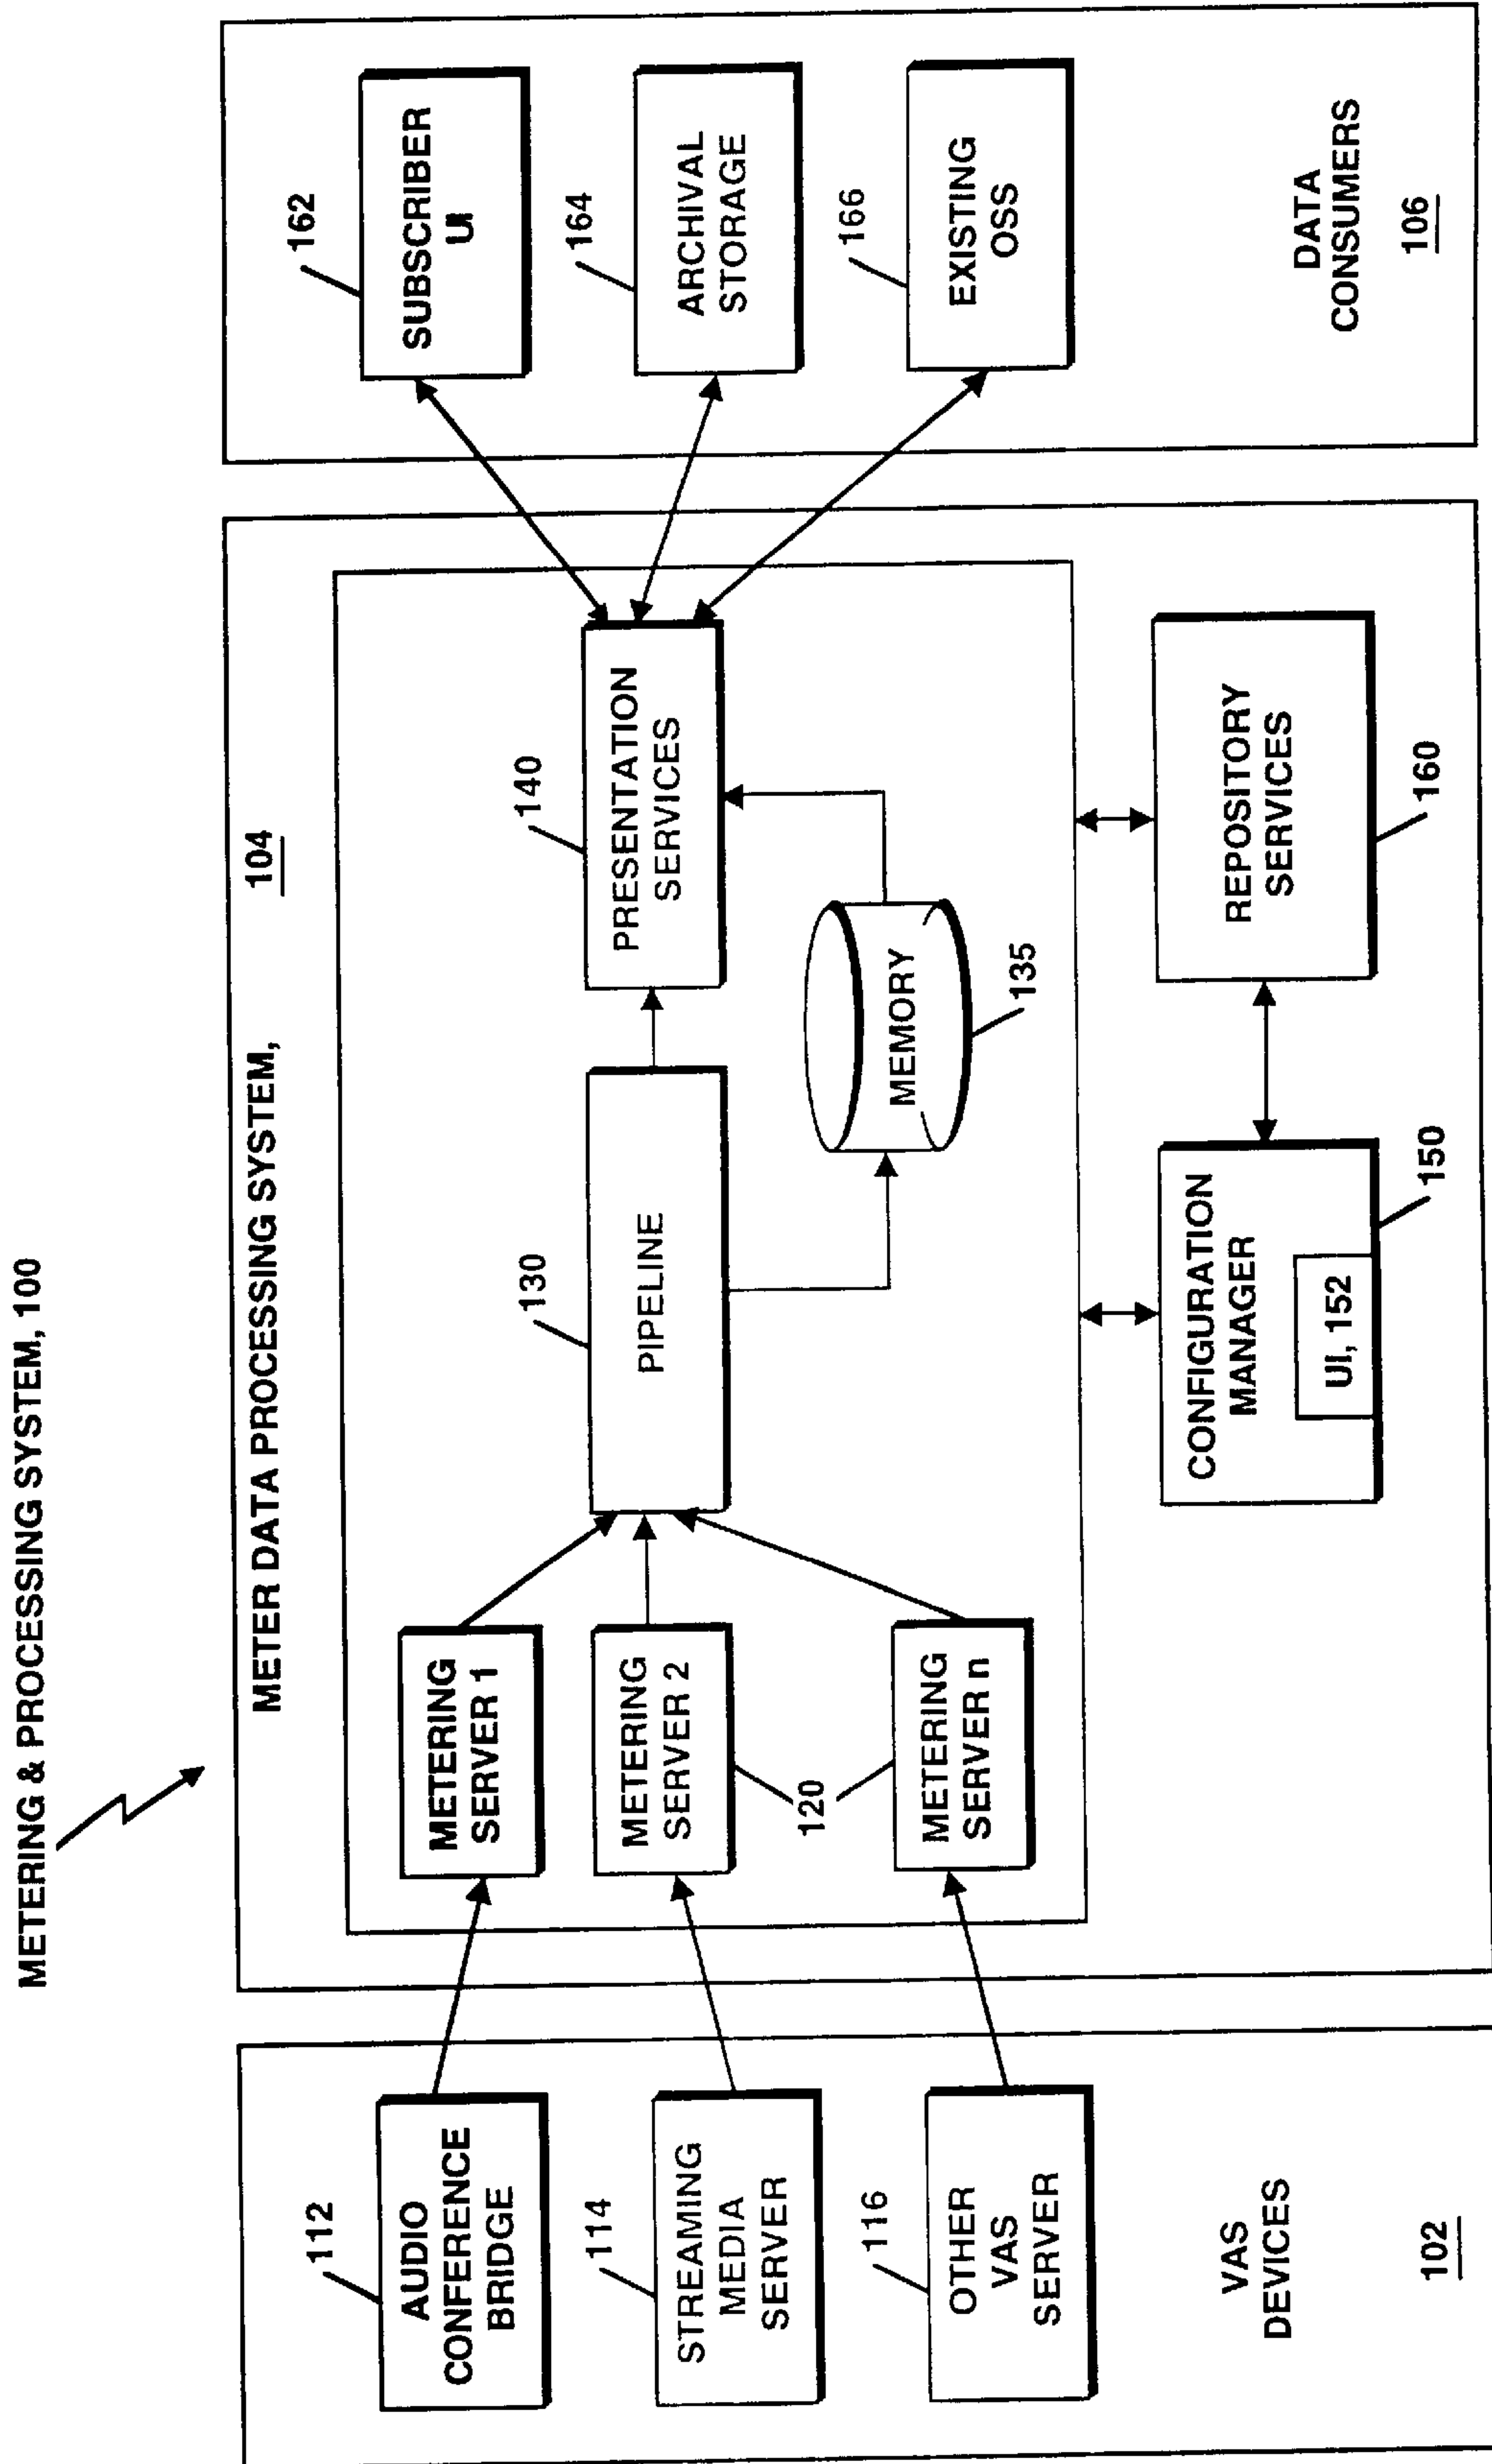 METERING & PROCESSING SYSTEM, 100
112
AUDIO
CONFERENCE
BRIDGE
114
STREAMING
MEDIA
SERVER
116
OTHER
VAS
SERVER
VAS
DEVICES
102
METER DATA PROCESSING SYSTEM,
104
METERING
SERVER 1
METERING
SERVER 2
120
METERING
SERVER n
130
PIPELINE
MEMORY
135
140
PRESENTATION
SERVICES
CONFIGURATION
MANAGER
UI, 152
150
REPOSITORY
SERVICES
160
162
SUBSCRIBER
UI
164
ARCHIVAL
STORAGE
166
EXISTING
OSS
DATA
CONSUMERS
106